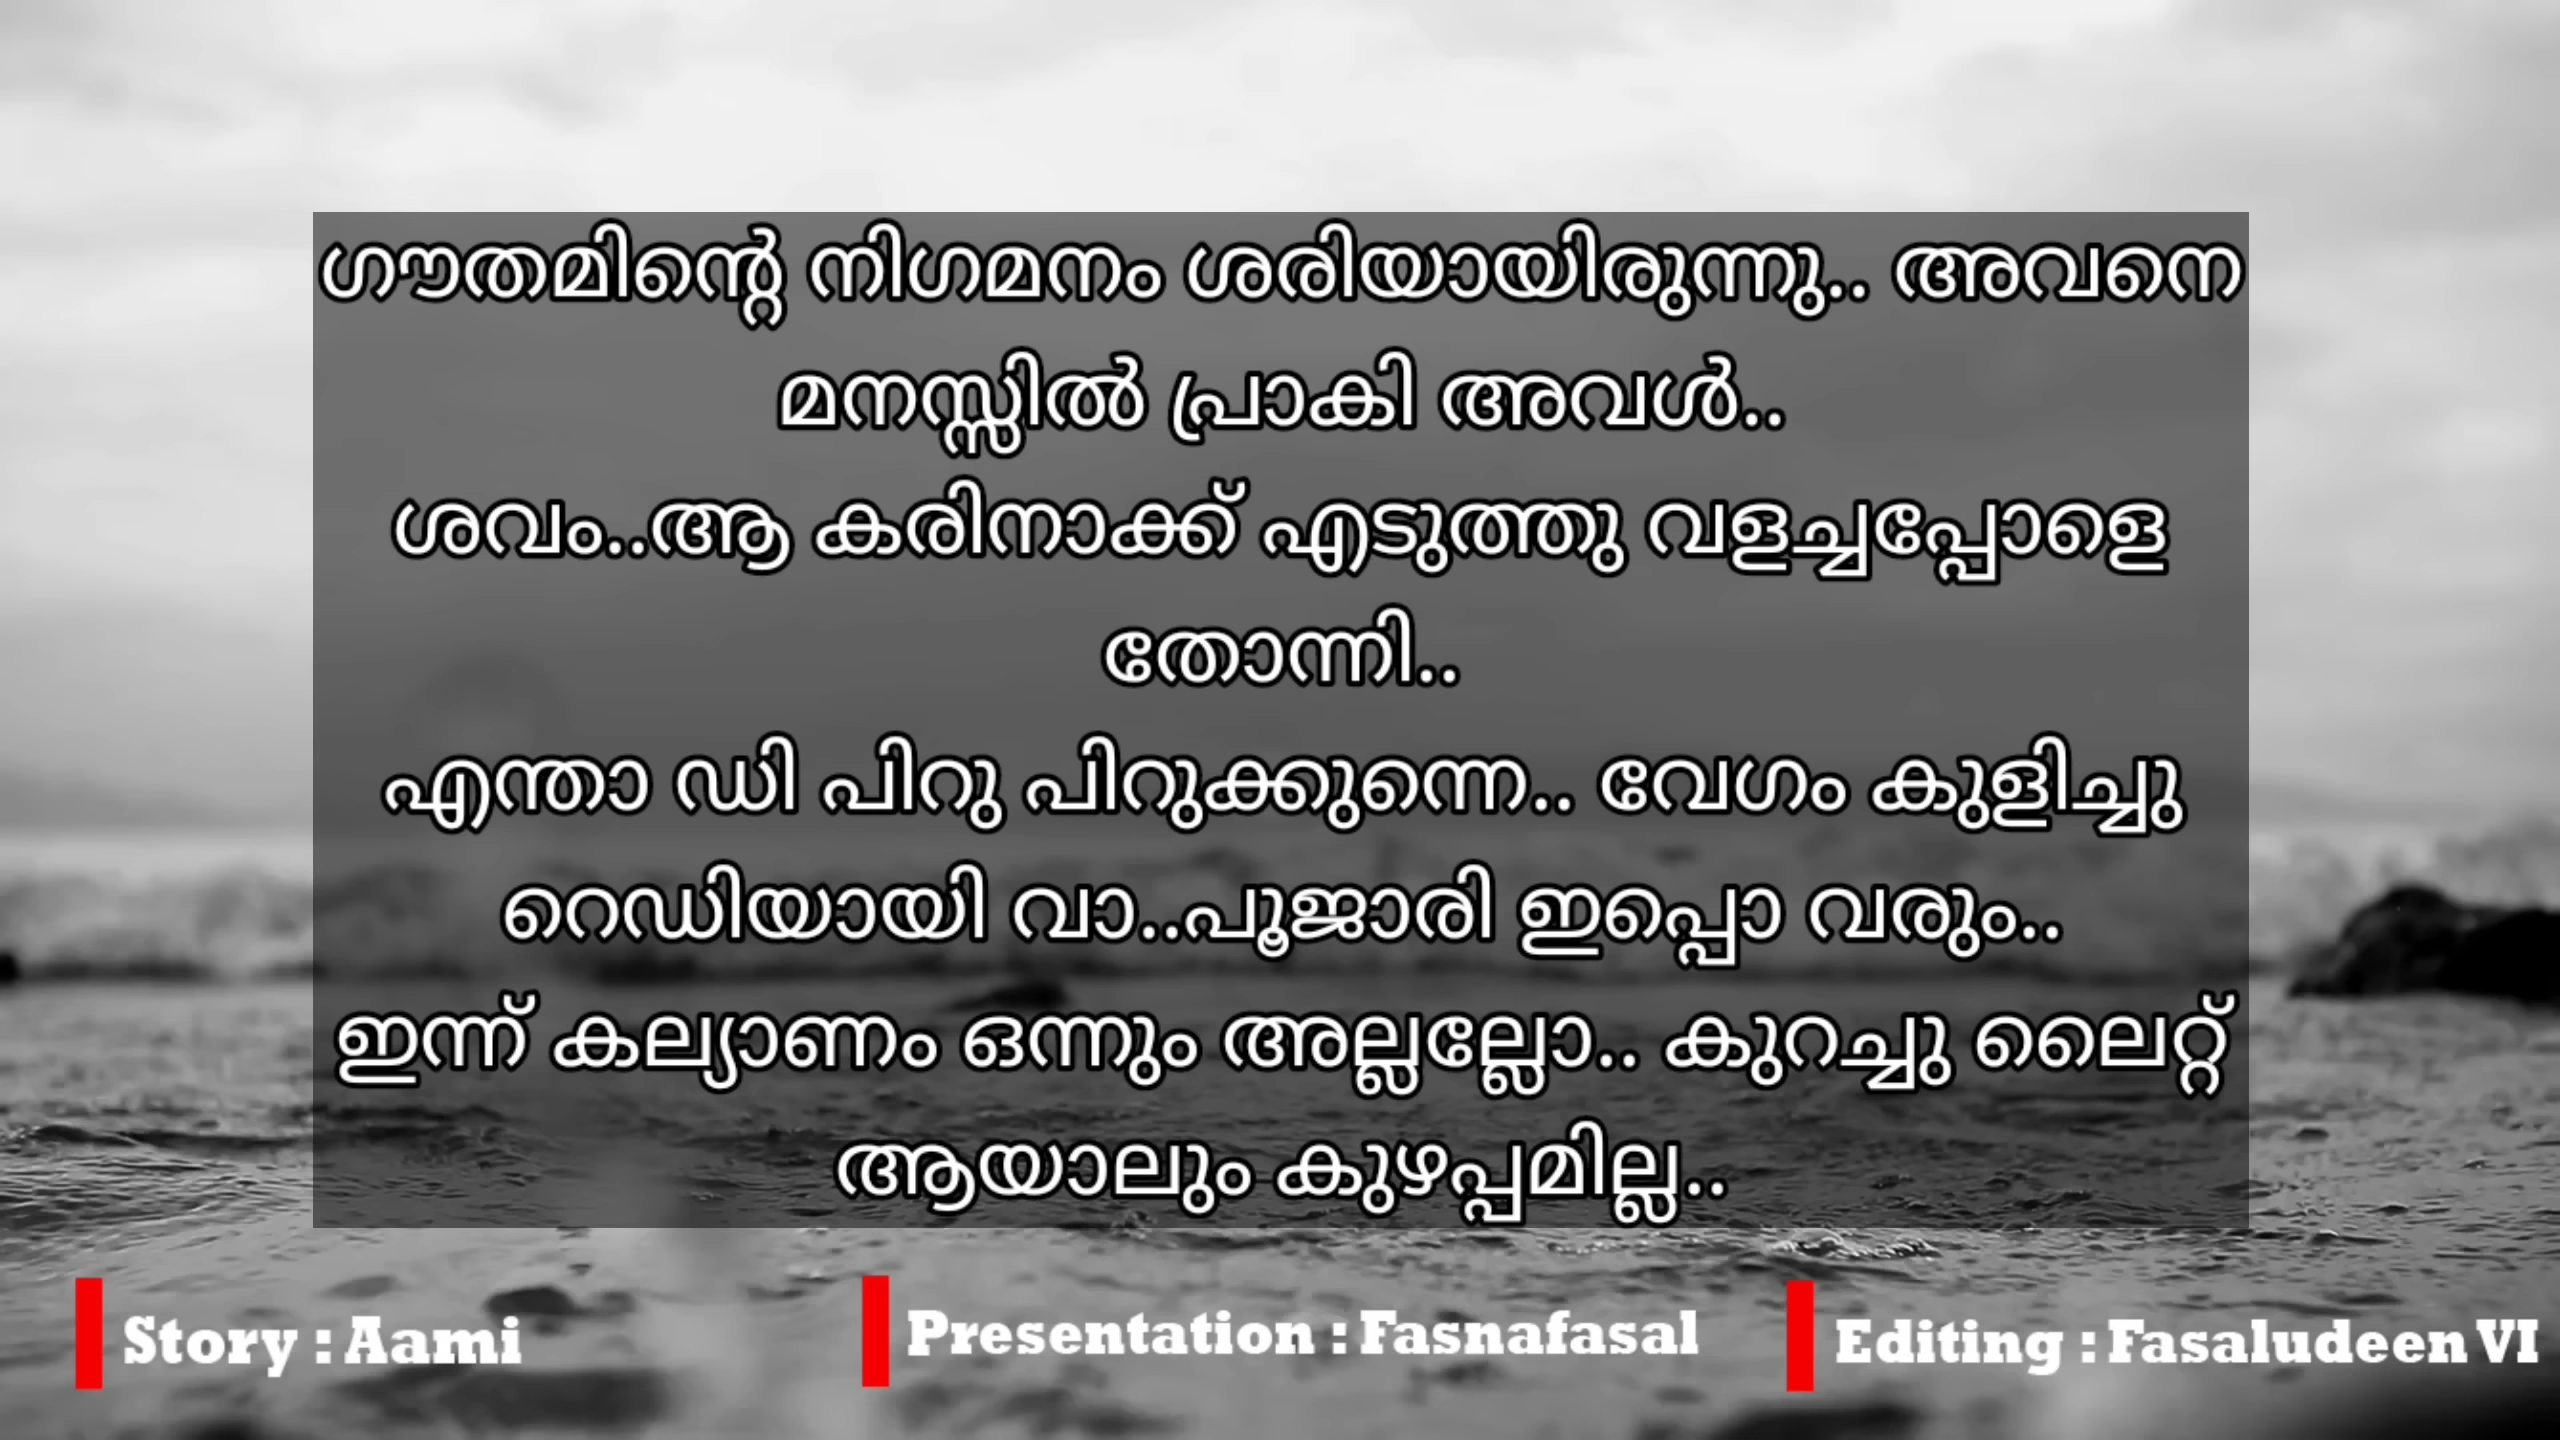 ഗൗതമിന്റെ നിഗമനം ശരിയായിരുന്നു.. അവനെ
മനസ്സിൽ പ്രാകി അവൾ..
ശവം..ആ കരിനാക്ക് എടുത്തു വളച്ചപ്പോളെ
തോന്നി..
എന്താ ഡി പിറു പിറുക്കുന്നെ.. വേഗം കുളിച്ചു
റെഡിയായി വാ..പൂജാരി ഇപ്പൊ വരും..
ഇന്ന് കല്യാണം ഒന്നും അല്ലല്ലോ.. കുറച്ചു ലൈറ്റ്
ആയാലും കുഴപ്പമില്ല..
Story : Aami
Presentation : Fasnafasal
Editing : Fasaludeen VI